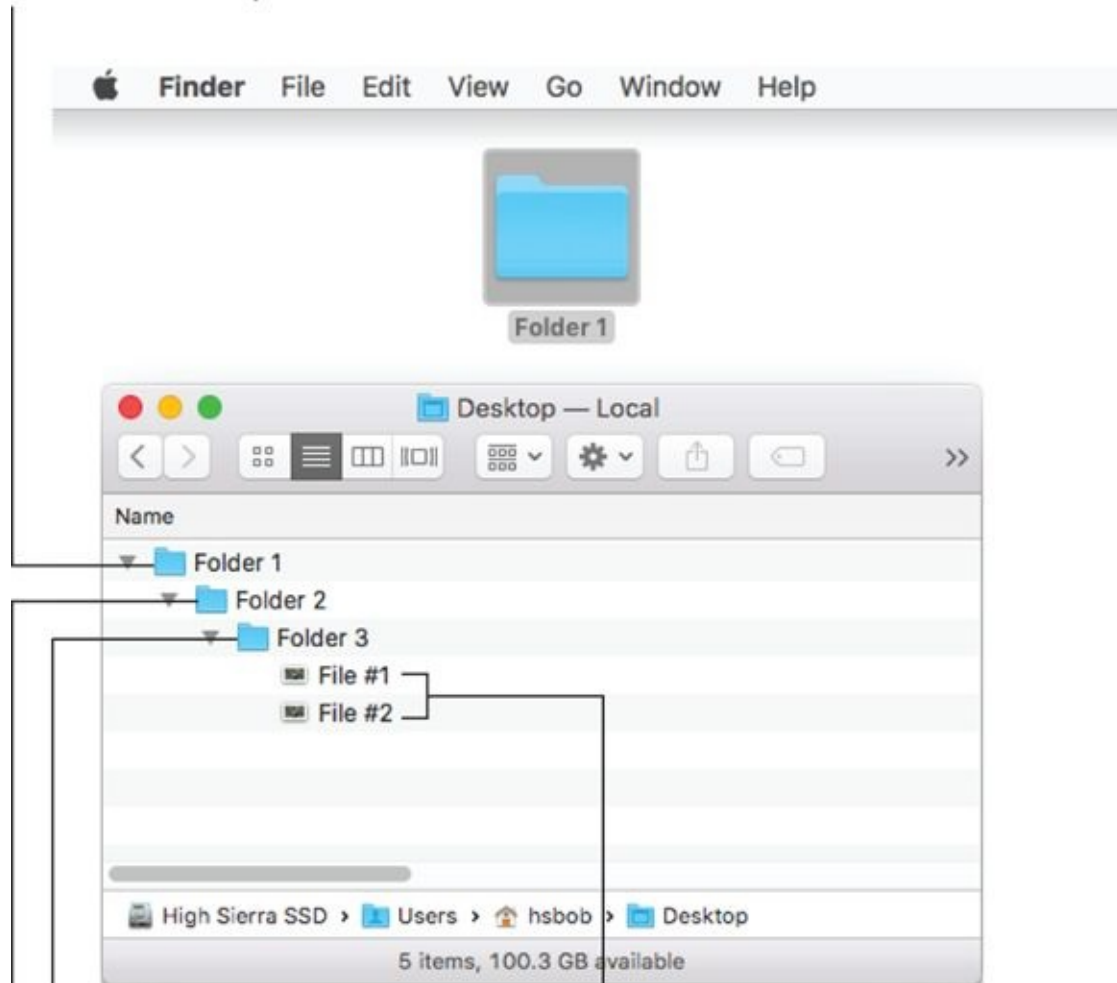 Finder File Edit View Go Window Help
Folder 1
Desktop — Local
Name
Folder 1
Folder 2
Folder 3
File #1
File #2
High Sierra SSD › Users › hsbob › Desktop
5 items, 100.3 GB available